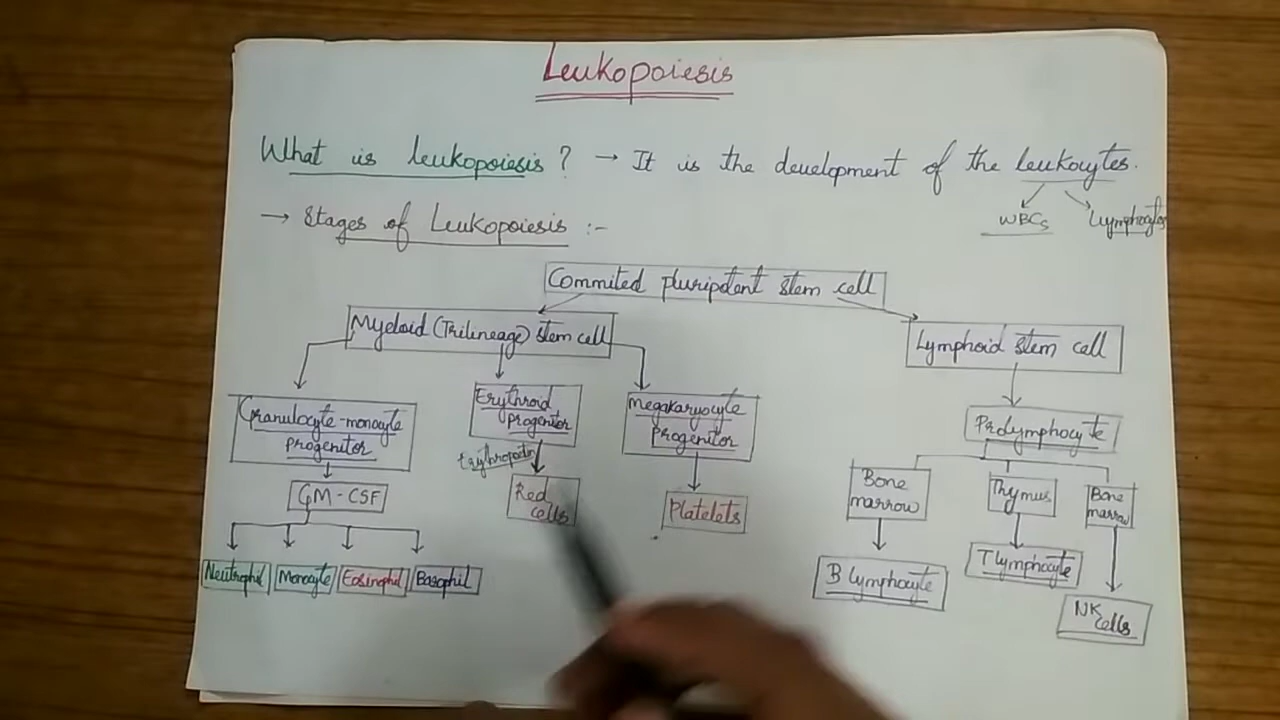 Leukopoiesis
What is leukopoiesis? → It is the development of the leukocytes.
WBCs
Lymphocytes
→ Stages of Leukopoiesis :-
Commited pluripotent stem cell
Myeloid (Trilineage) stem cell
Lymphoid stem cell
Granulocyte-monocyte
progenitor
Erythroid
progenitor
Megakaryocyte
progenitor
Prolymphocyte
GM-CSF
Erythropoetin
Red
cells
Platelets
Bone
marrow
Thymus
Bone
marrow
Neutrophil
Monocyte
Eosinophil
Basophil
B lymphocyte
T lymphocyte
NK
cells